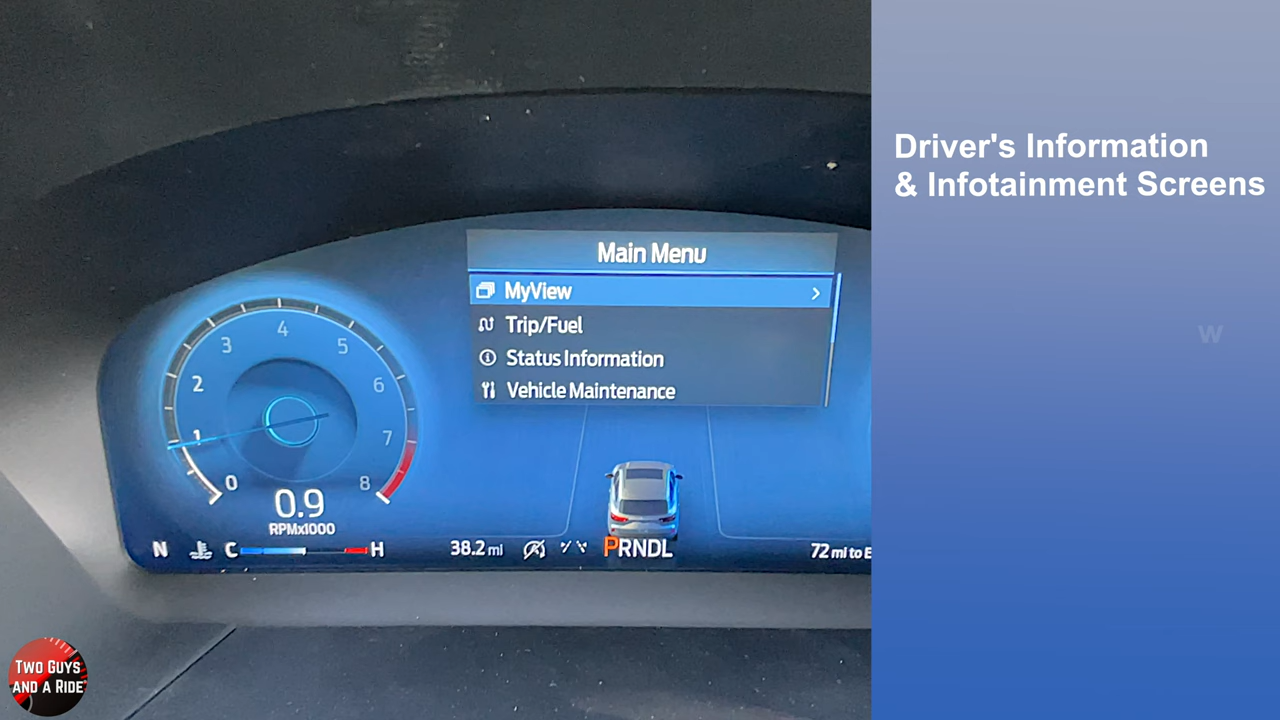 Driver's Information
& Infotainment Screens
W
Main Menu
MyView
Trip/Fuel
Status Information
Vehicle Maintenance
0
1
2
3
4
5
6
7
8
0.9
RPMx1000
N
C
H
38.2 mi
PRNDL
72 mi to E
TWO GUYS
AND A RIDE